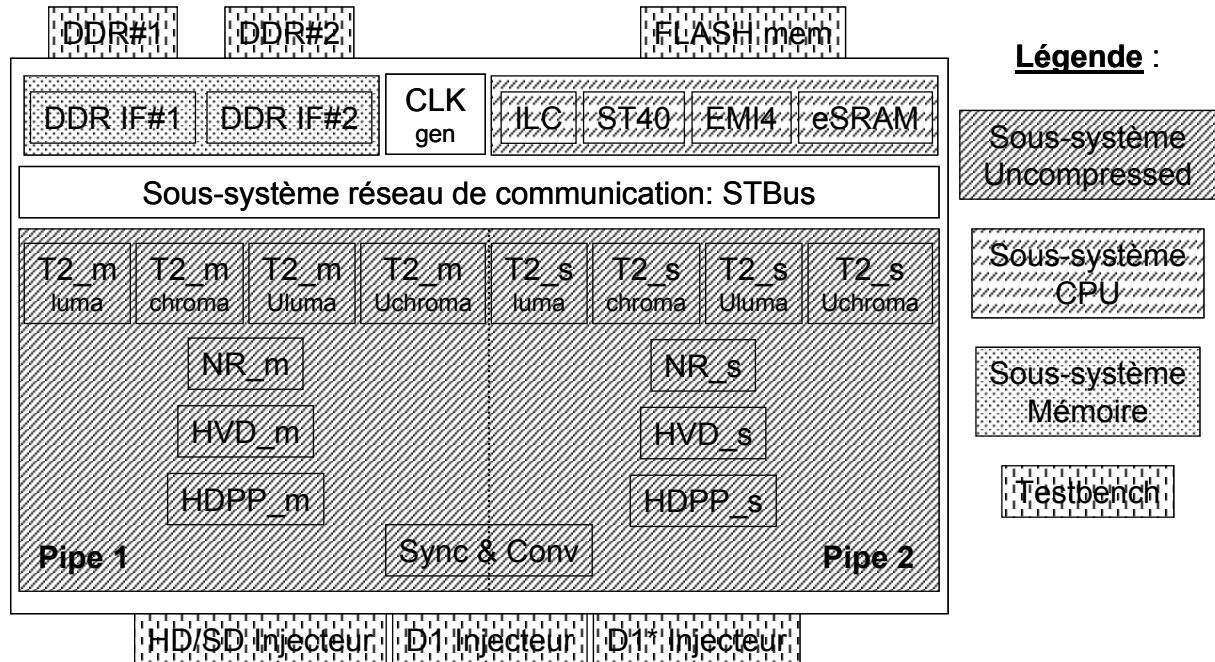 DDR#1 DDR#2 FLASH mem
Légende :
DDR IF#1 DDR IF#2 CLK gen ILC ST40 EMI4 eSRAM
Sous-système réseau de communication: STBus
T2_m luma T2_m chroma T2_m Uluma T2_m Uchroma T2_s luma T2_s chroma T2_s Uluma T2_s Uchroma
NR_m NR_s
HVD_m HVD_s
HDPP_m HDPP_s
Pipe 1 Sync & Conv Pipe 2
HD/SD Injecteur D1 Injecteur D1* Injecteur
Sous-système
Uncompressed
Sous-système
CPU
Sous-système
Mémoire
Testbench